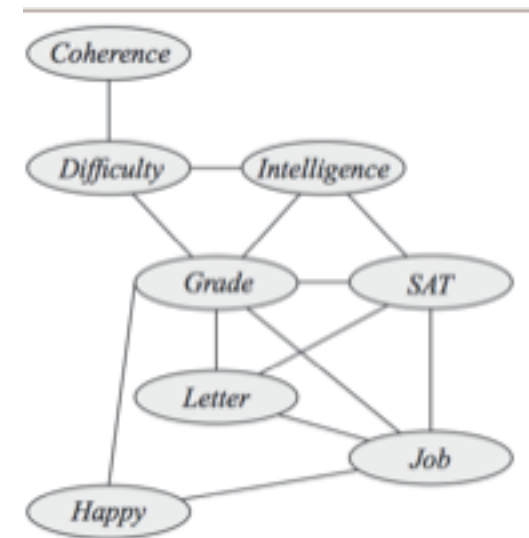 Coherence
Difficulty Intelligence
Grade SAT
Letter
Job
Happy